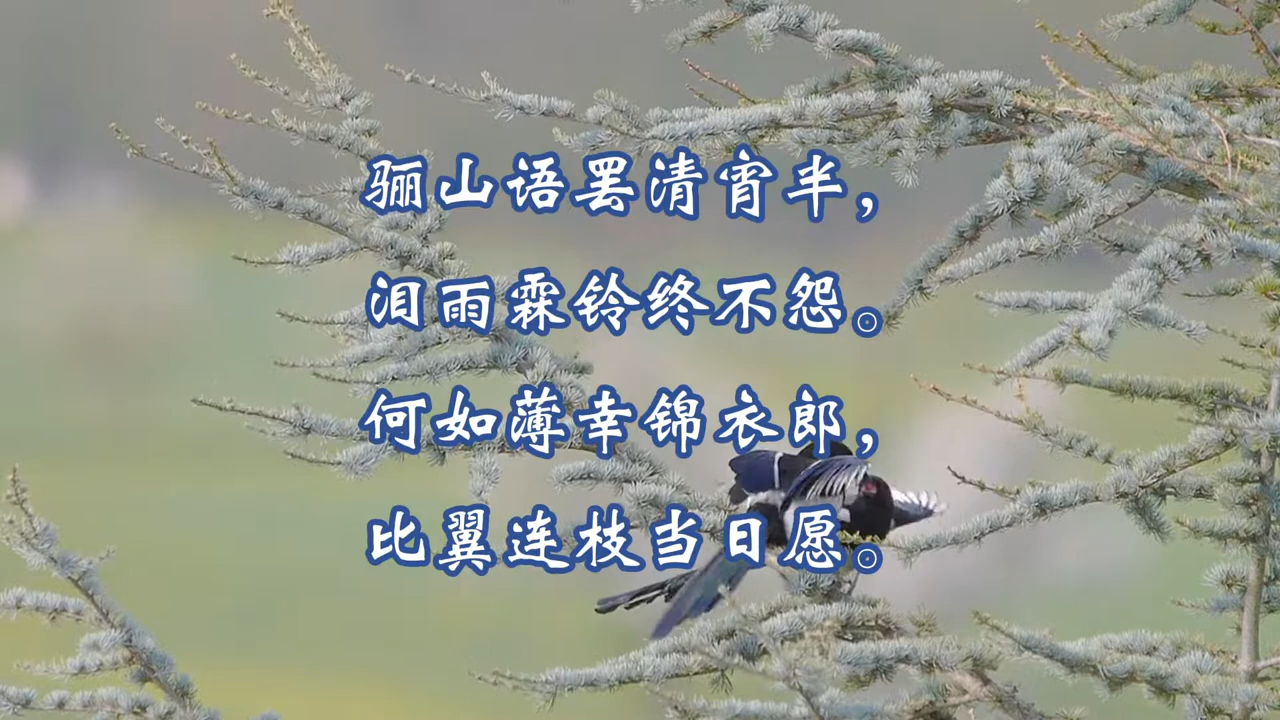 骊山语罢清宵半，
泪雨霖铃终不怨。
何如薄幸锦衣郎，
比翼连枝当日愿。